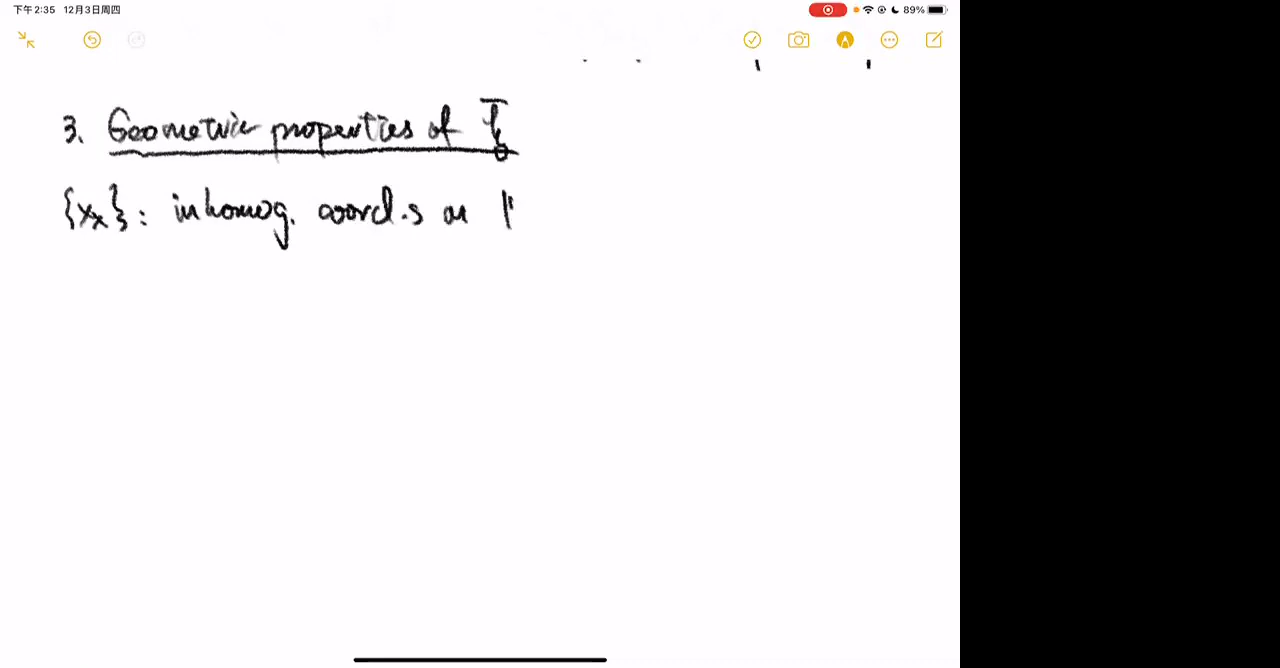 下午2:35 12月3日周四
89%
3. Geometric properties of
{x_x}: inhomog. coord.s on